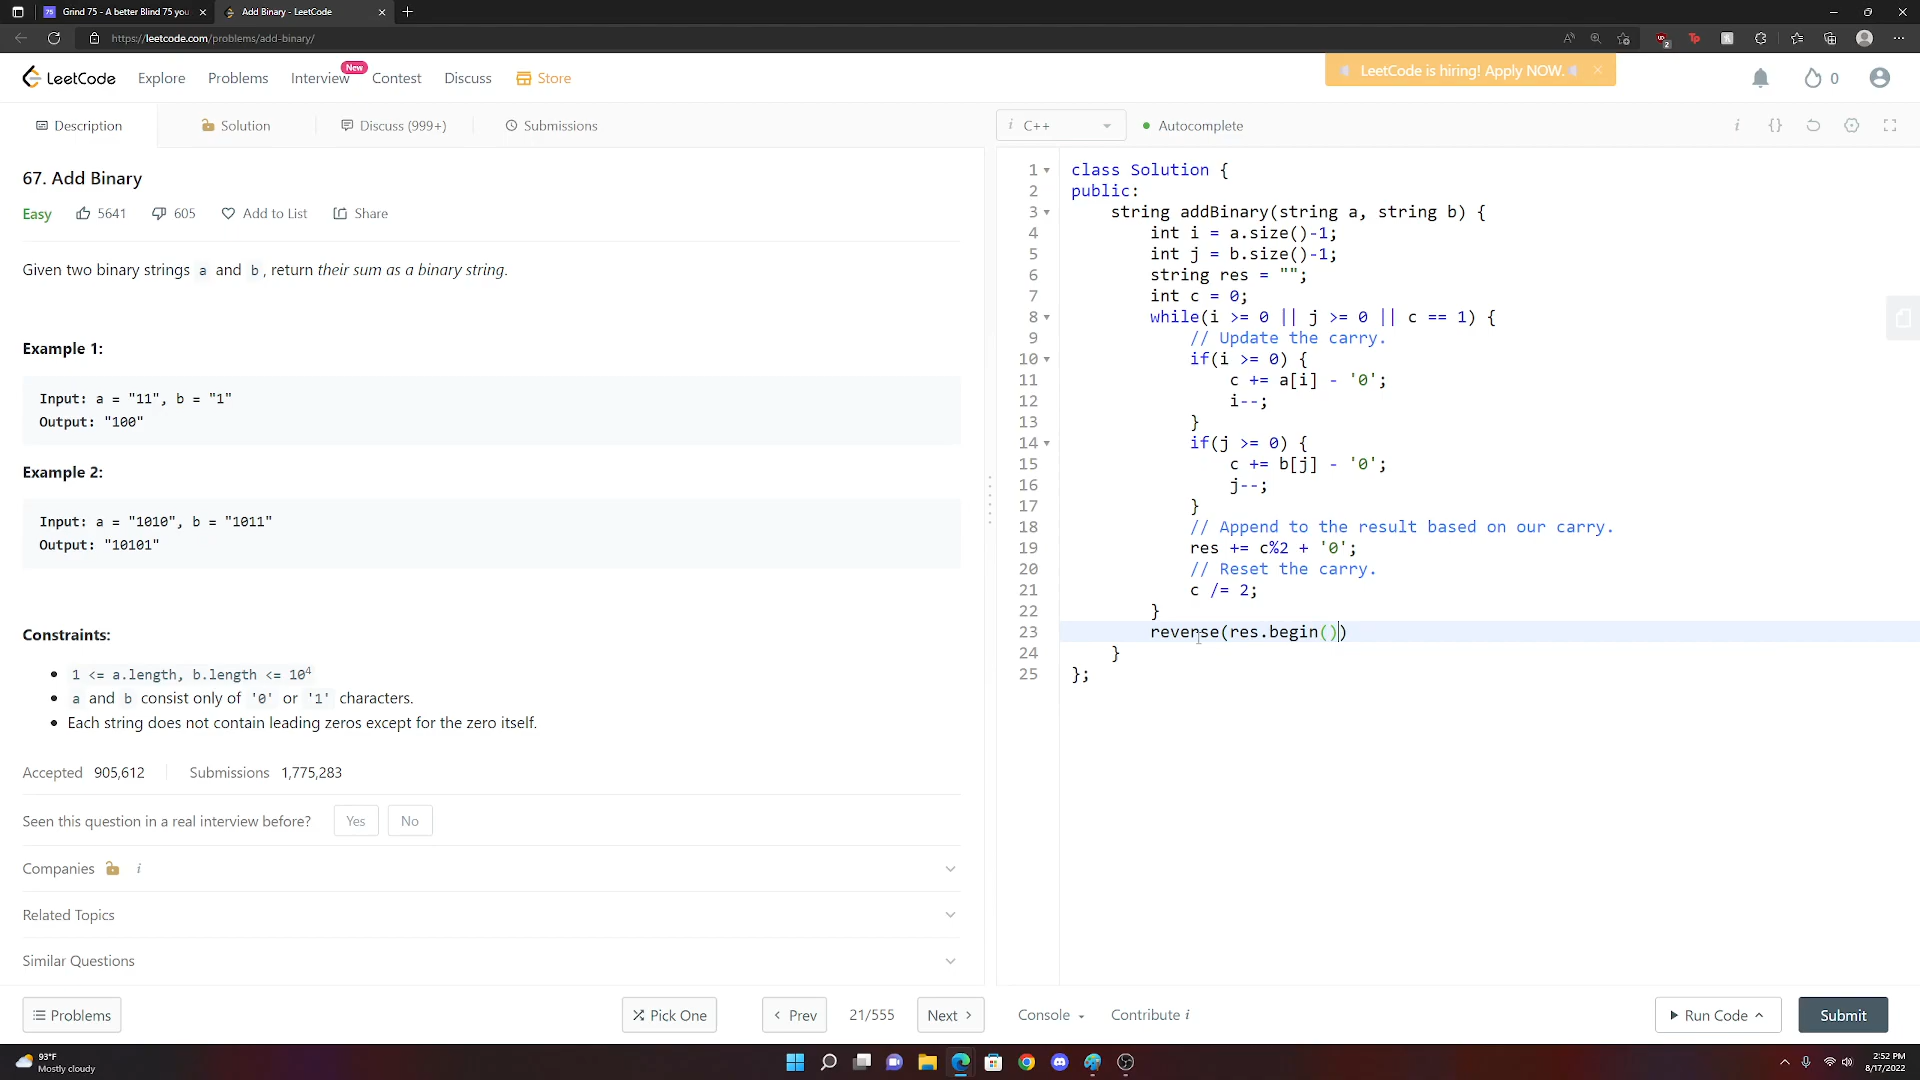 75 Grind 75 - A better Blind 75 you
Add Binary - LeetCode
https://leetcode.com/problems/add-binary/
LeetCode
Explore
Problems
Interview
New
Contest
Discuss
Store
LeetCode is hiring! Apply NOW.
0
Description
Solution
Discuss (999+)
Submissions
67. Add Binary
Easy
5641
605
Add to List
Share
Given two binary strings a and b, return their sum as a binary string.
Example 1:
Input: a = "11", b = "1"
Output: "100"
Example 2:
Input: a = "1010", b = "1011"
Output: "10101"
Constraints:
• 1 <= a.length, b.length <= 10⁴
• a and b consist only of '0' or '1' characters.
• Each string does not contain leading zeros except for the zero itself.
Accepted 905,612
Submissions 1,775,283
Seen this question in a real interview before?
Yes
No
Companies i
Related Topics
Similar Questions
Problems
Pick One
Prev
21/555
Next
i C++
Autocomplete
i {}
1 class Solution {
2 public:
3 string addBinary(string a, string b) {
4 int i = a.size()-1;
5 int j = b.size()-1;
6 string res = "";
7 int c = 0;
8 while(i >= 0 || j >= 0 || c == 1) {
9 // Update the carry.
10 if(i >= 0) {
11 c += a[i] - '0';
12 i--;
13 }
14 if(j >= 0) {
15 c += b[j] - '0';
16 j--;
17 }
18 // Append to the result based on our carry.
19 res += c%2 + '0';
20 // Reset the carry.
21 c /= 2;
22 }
23 reverse(res.begin())
24 }
25 };
Console
Contribute i
Run Code
Submit
93°F
Mostly cloudy
2:52 PM
8/17/2022